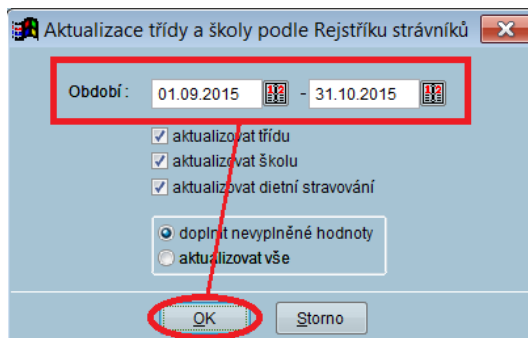 Aktualizace třídy a školy podle Rejstříku strávníků
Období : 01.09.2015 - 31.10.2015
aktualizovat třídu
aktualizovat školu
aktualizovat dietní stravování
doplnit nevyplněné hodnoty
aktualizovat vše
OK Storno